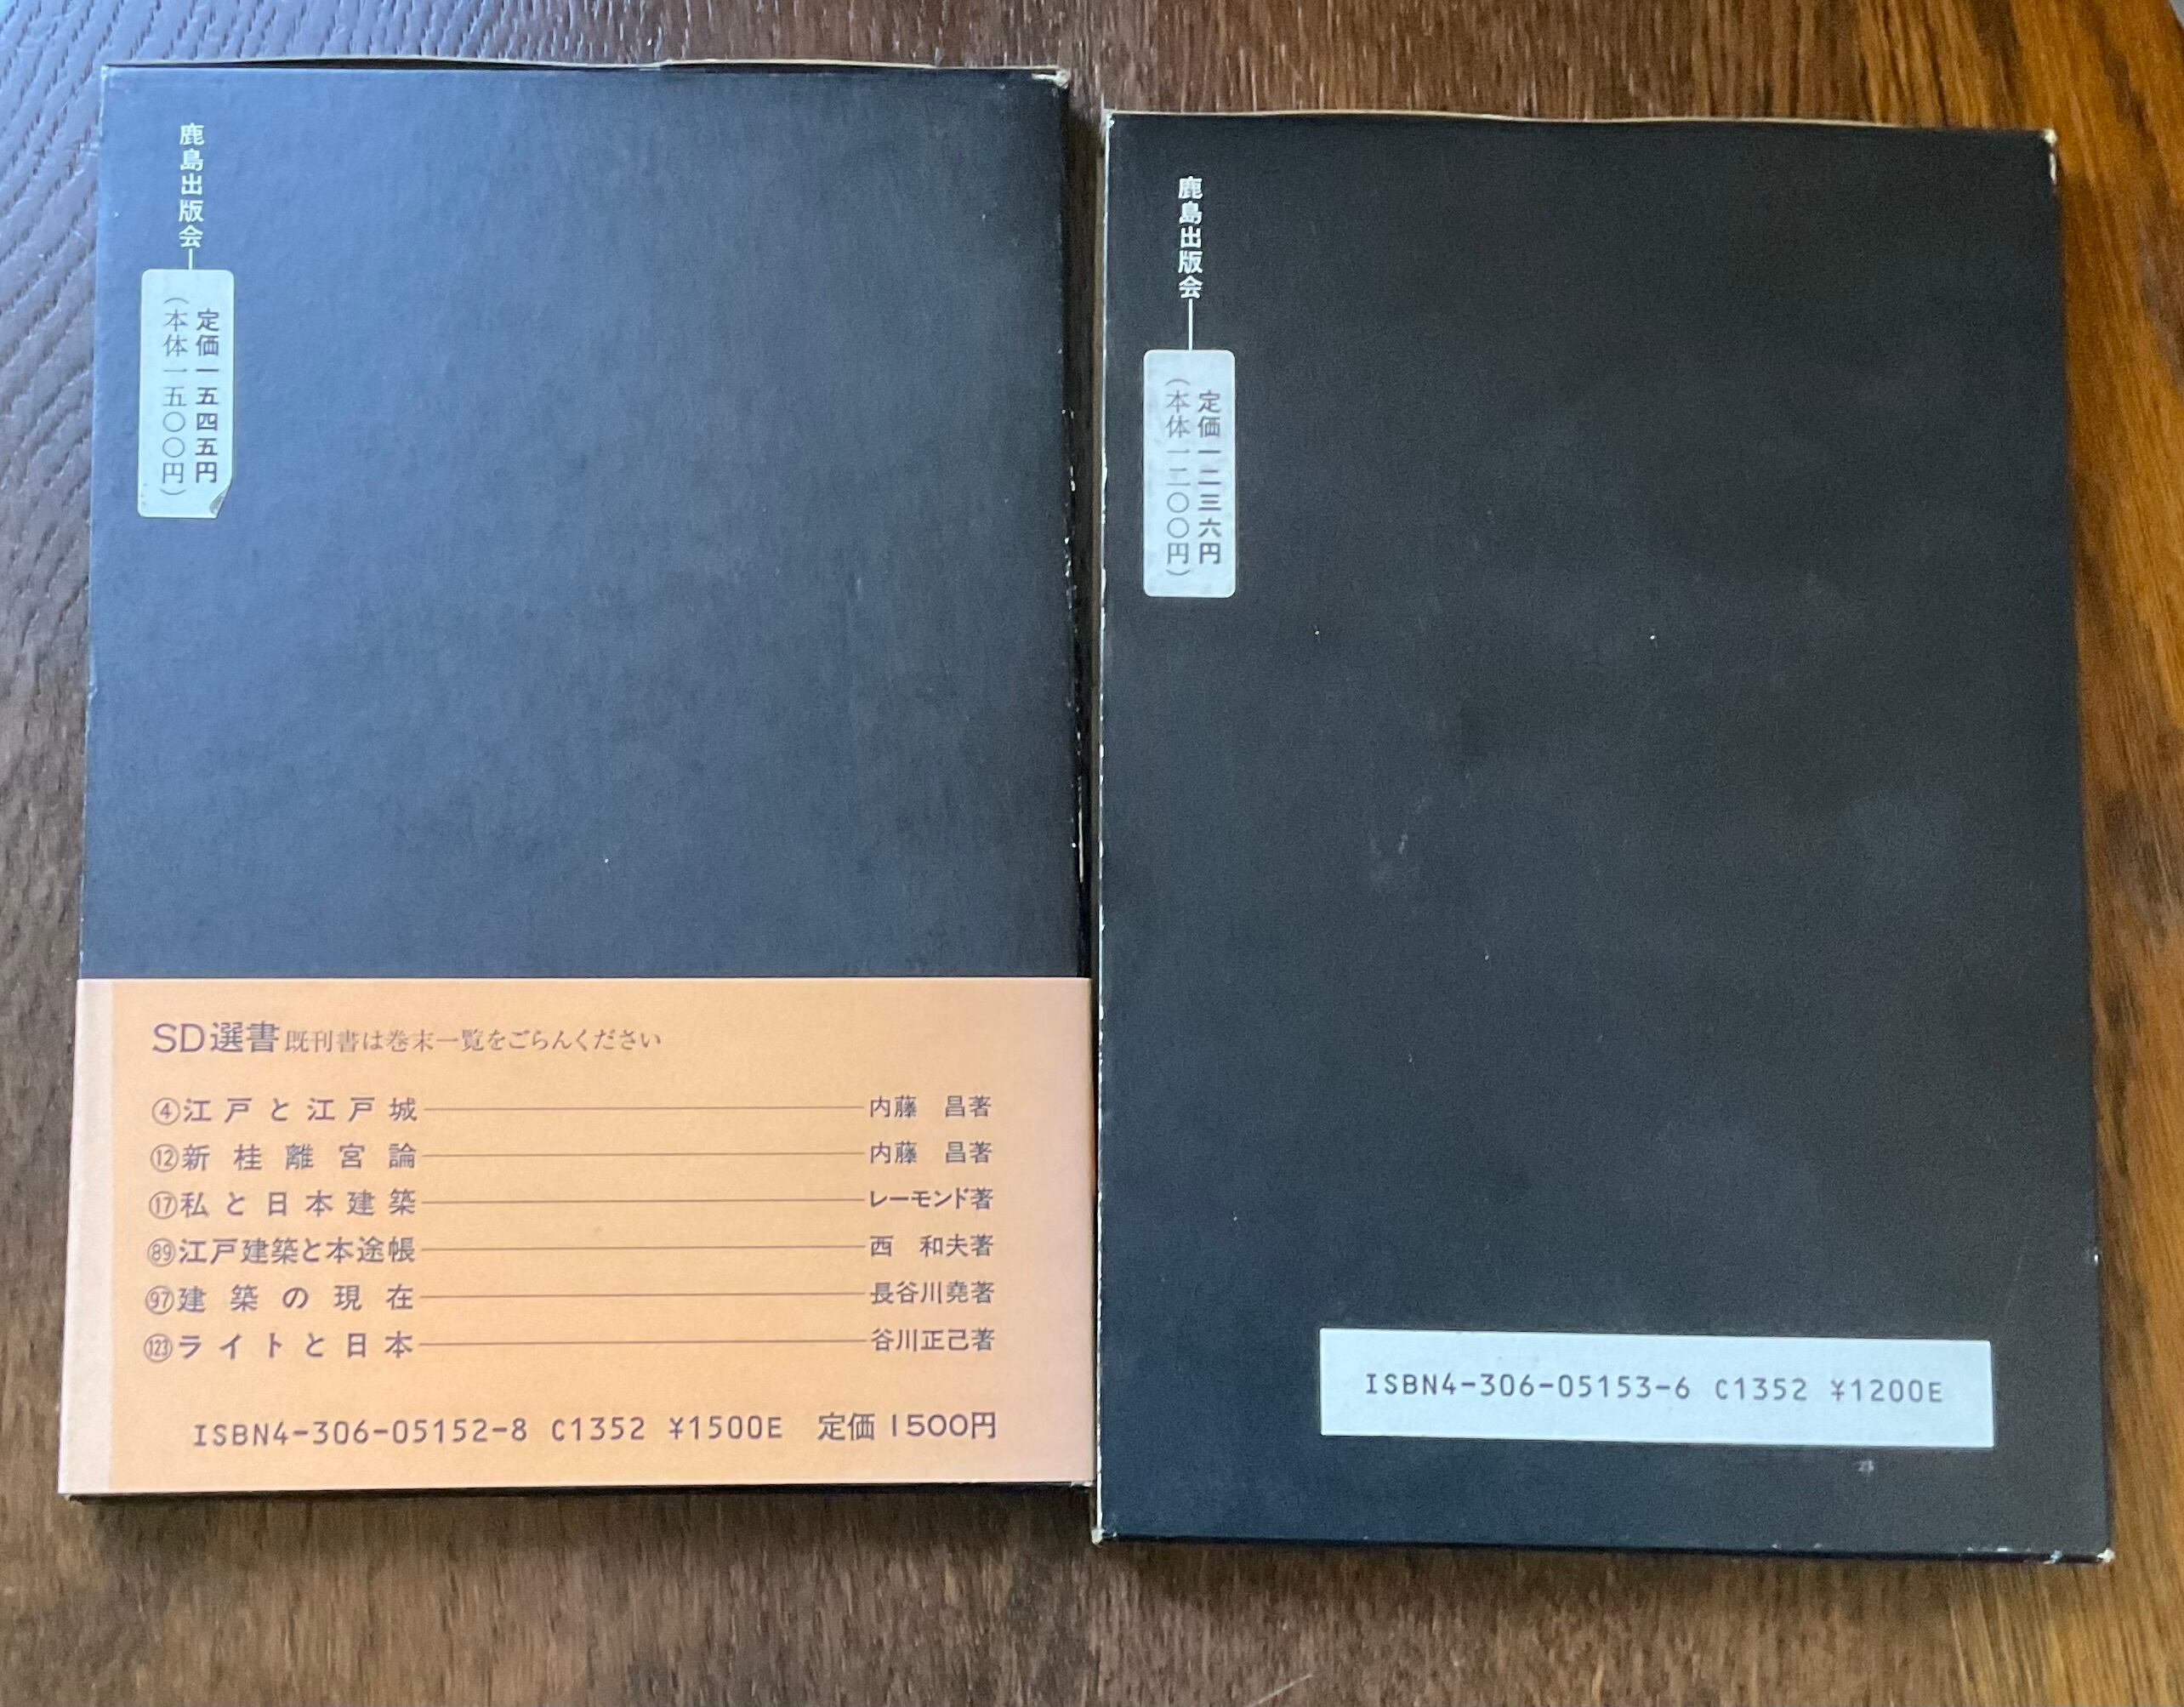 鹿島出版会
定価一五四五円
(本体一五〇〇円)
SD選書既刊書は巻末一覧をごらんください
④江戸と江戸城 内藤 昌著
⑫新桂離宮論 内藤 昌著
⑰私と日本建築 レーモンド著
89江戸建築と本途帳 西 和夫著
97建築の現在 長谷川堯著
123ライトと日本 谷川正己著
ISBN4-306-05152-8 C1352 ¥1500E 定価1500円
鹿島出版会
定価一二三六円
(本体一二〇〇円)
ISBN4-306-05153-6 C1352 ¥1200E